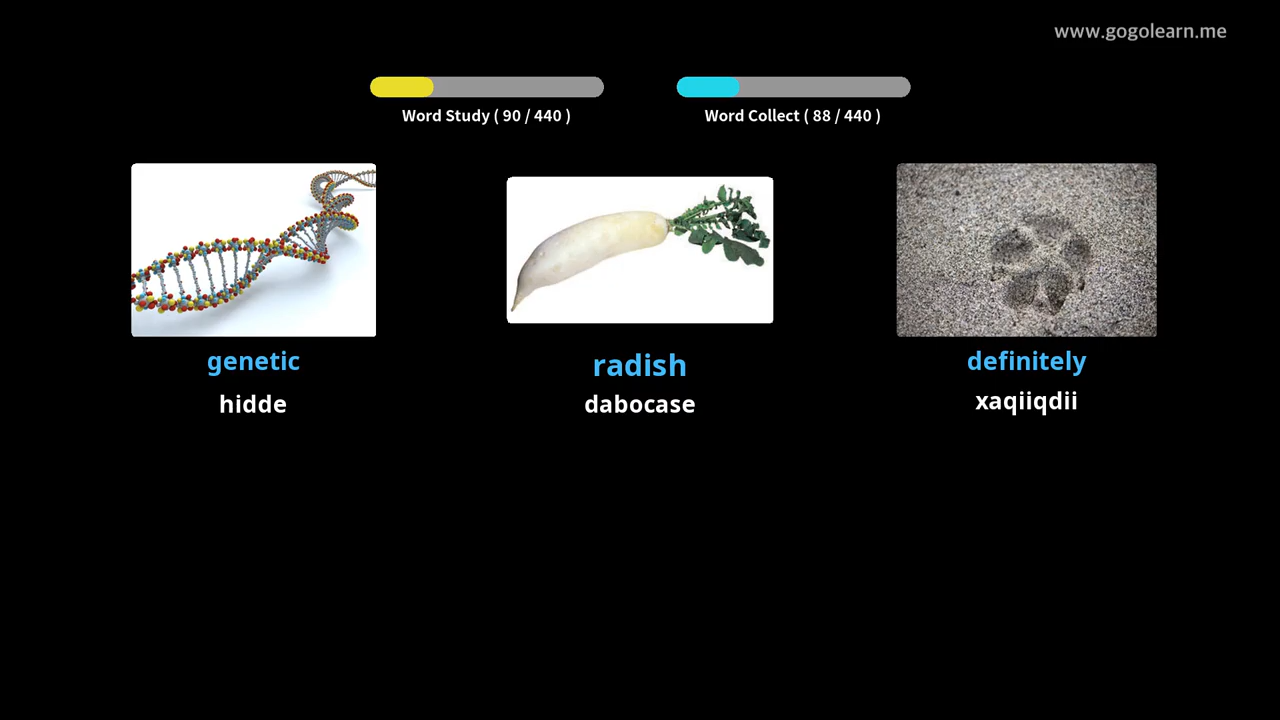 www.gogolearn.me
Word Study ( 90 / 440 )
Word Collect ( 88 / 440 )
genetic
hidde
radish
dabocase
definitely
xaqiiqdii